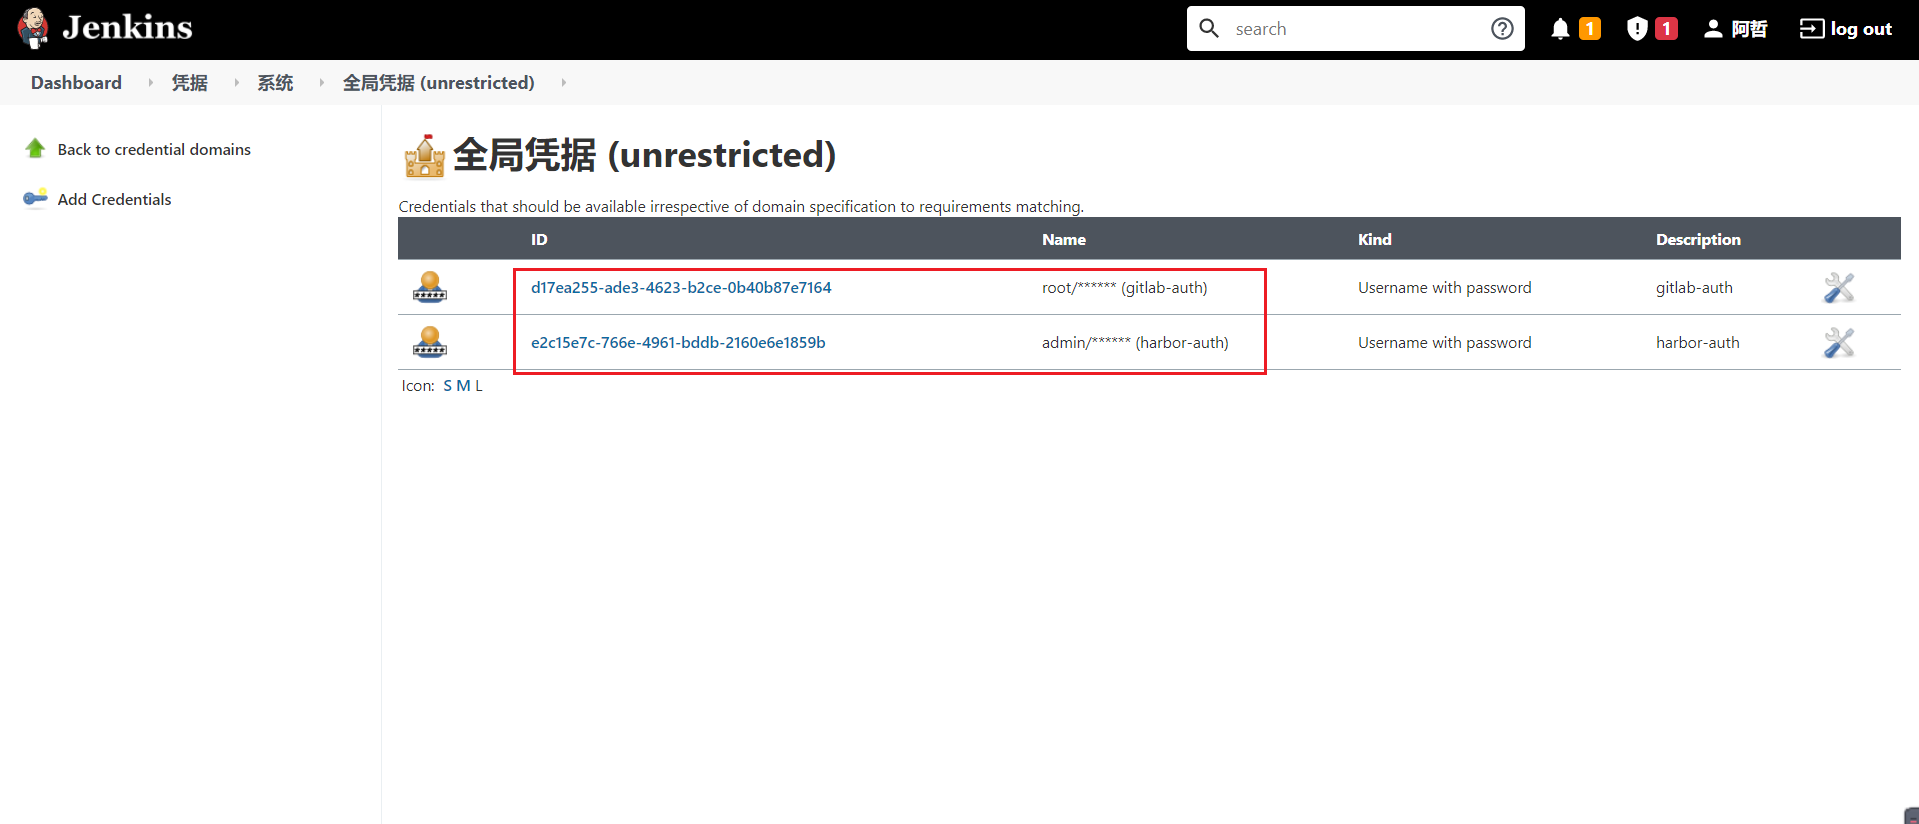 Jenkins search 1 1 阿哲 log out
Dashboard 凭据 系统 全局凭据 (unrestricted)
Back to credential domains
Add Credentials
全局凭据 (unrestricted)
Credentials that should be available irrespective of domain specification to requirements matching.
ID Name Kind Description
d17ea255-ade3-4623-b2ce-0b40b87e7164 root/****** (gitlab-auth) Username with password gitlab-auth
e2c15e7c-766e-4961-bddb-2160e6e1859b admin/****** (harbor-auth) Username with password harbor-auth
Icon: S M L